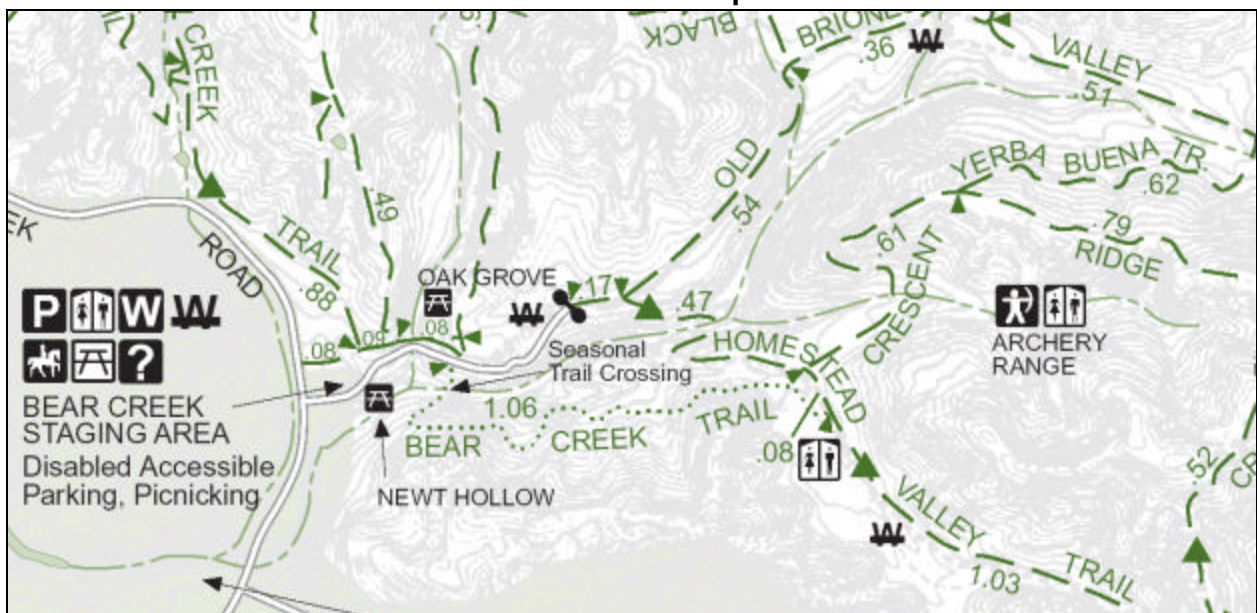 BLACK
BRIONES
.36
VALLEY
.51
CREEK
TRAIL
.88
.49
OLD
.54
YERBA BUENA TR.
.62
.79
RIDGE
.61
CRESCENT
ROAD
OAK GROVE
.17
.47
.08
.09
.08
P W
?
BEAR CREEK
STAGING AREA
Disabled Accessible
Parking, Picnicking
Seasonal
Trail Crossing
HOMESTEAD
ARCHERY
RANGE
1.06
BEAR CREEK TRAIL
.08
NEWT HOLLOW
VALLEY TRAIL
1.03
.52